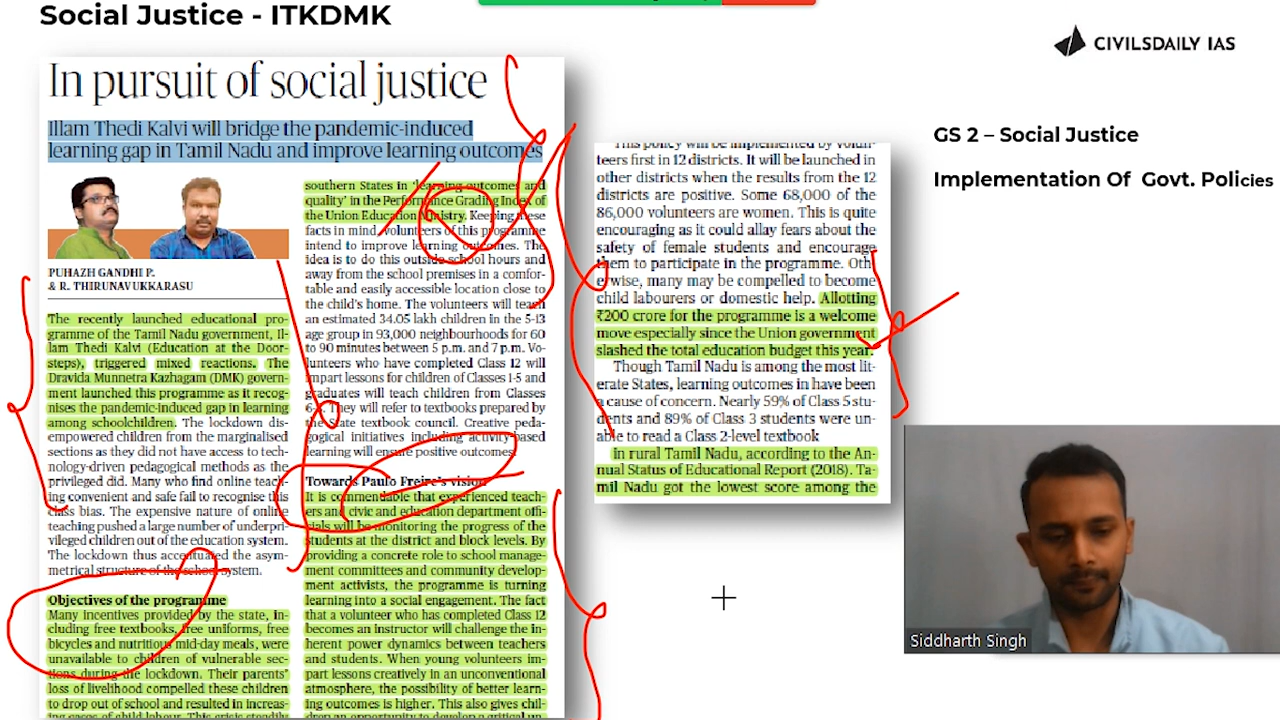 Social Justice - ITKDMK
CIVILSDAILY IAS
In pursuit of social justice
Illam Thedi Kalvi will bridge the pandemic-induced
learning gap in Tamil Nadu and improve learning outcomes
PUHAZH GANDHI P.
& R. THIRUNAVUKKARASU
The recently launched educational pro-
gramme of the Tamil Nadu government, Il-
lam Thedi Kalvi (Education at the Door-
steps), triggered mixed reactions. The
Dravida Munnetra Kazhagam (DMK) govern-
ment launched this programme as it recog-
nises the pandemic-induced gap in learning
among schoolchildren. The lockdown dis-
empowered children from the marginalised
sections as they did not have access to tech-
nology-driven pedagogical methods as the
privileged did. Many who find online teach-
ing convenient and safe fail to recognise this
class bias. The expensive nature of online
teaching pushed a large number of underpri-
vileged children out of the education system.
The lockdown thus accentuated the asym-
metrical structure of the school system.
Objectives of the programme
Many incentives provided by the state, in-
cluding free textbooks, free uniforms, free
bicycles and nutritious mid-day meals, were
unavailable to children of vulnerable sec-
tions during the lockdown. Their parents'
loss of livelihood compelled these children
to drop out of school and resulted in increas-
ing cases of child labour. This crisis steadily
southern States in 'learning outcomes and
quality' in the Performance Grading Index of
the Union Education Ministry. Keeping these
facts in mind, volunteers of this programme
intend to improve learning outcomes. The
idea is to do this outside school hours and
away from the school premises in a comfor-
table and easily accessible location close to
the child's home. The volunteers will teach
an estimated 34.05 lakh children in the 5-13
age group in 93,000 neighbourhoods for 60
to 90 minutes between 5 p.m. and 7 p.m. Vo-
lunteers who have completed Class 12 will
impart lessons for children of Classes 1-5 and
graduates will teach children from Classes
They will refer to textbooks prepared by
the State textbook council. Creative peda-
gogical initiatives including activity-based
learning will ensure positive outcomes.
Towards Paulo Freire's vision
It is commendable that experienced teach-
ers and civic and education department offi-
cials will be monitoring the progress of the
students at the district and block levels. By
providing a concrete role to school manage-
ment committees and community develop-
ment activists, the programme is turning
learning into a social engagement. The fact
that a volunteer who has completed Class 12
becomes an instructor will challenge the in-
herent power dynamics between teachers
and students. When young volunteers im-
part lessons creatively in an unconventional
atmosphere, the possibility of better learn-
ing outcomes is higher. This also gives chil-
dren an opportunity to develop a critical un-
This policy will be implemented by volun-
teers first in 12 districts. It will be launched in
other districts when the results from the 12
districts are positive. Some 68,000 of the
86,000 volunteers are women. This is quite
encouraging as it could allay fears about the
safety of female students and encourage
them to participate in the programme. Oth-
erwise, many may be compelled to become
child labourers or domestic help. Allotting
₹200 crore for the programme is a welcome
move especially since the Union government
slashed the total education budget this year.
Though Tamil Nadu is among the most lit-
erate States, learning outcomes in have been
a cause of concern. Nearly 59% of Class 5 stu-
dents and 89% of Class 3 students were un-
able to read a Class 2-level textbook
in rural Tamil Nadu, according to the An-
nual Status of Educational Report (2018). Ta-
mil Nadu got the lowest score among the
GS 2 – Social Justice
Implementation Of Govt. Policies
Siddharth Singh